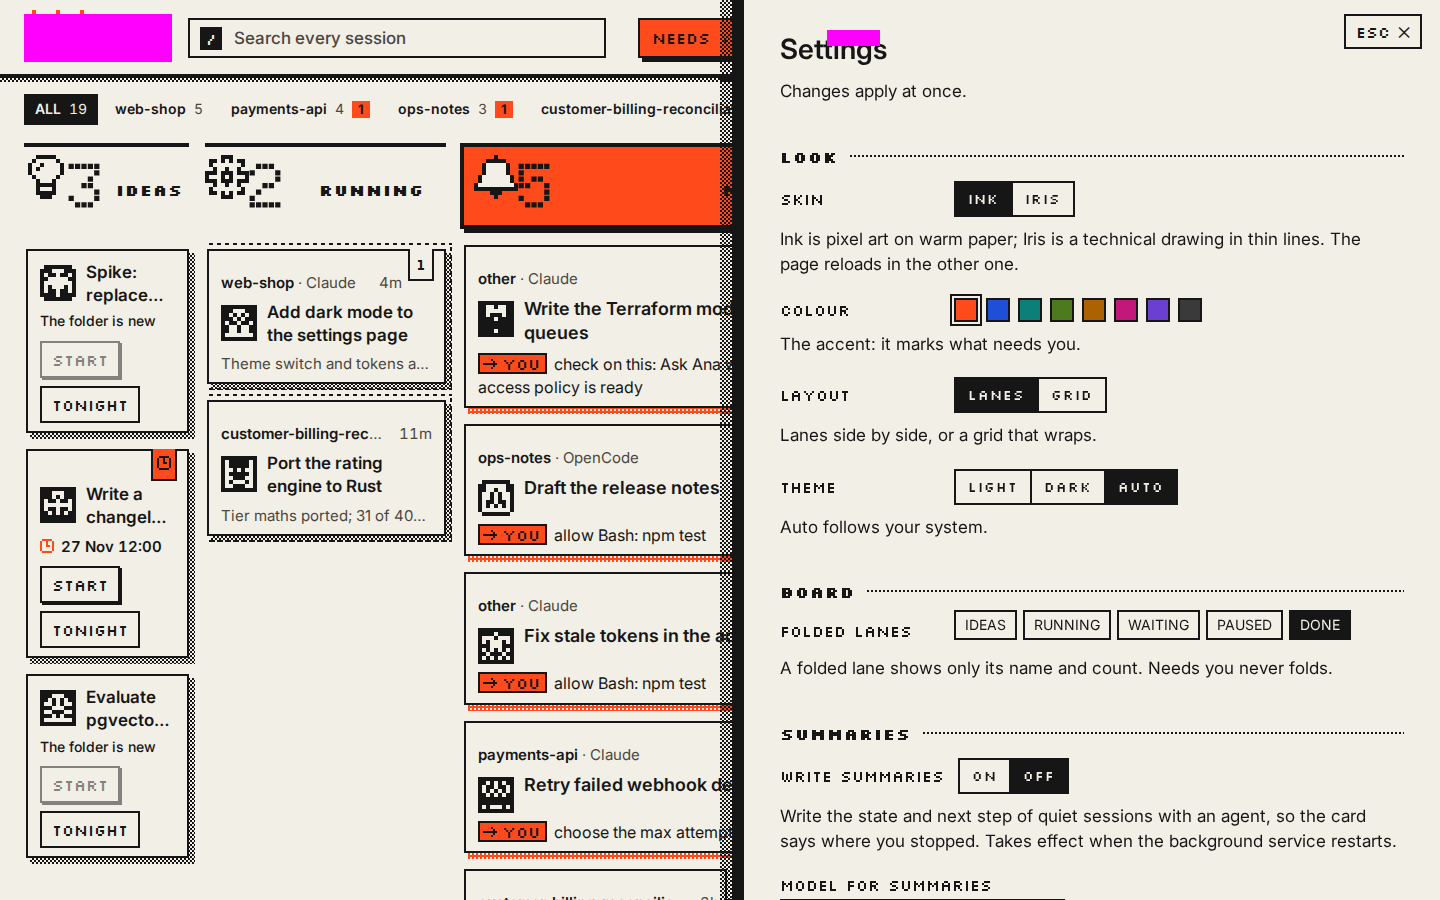 / Search every session
NEEDS
ALL 19
web-shop 5
payments-api 4 1
ops-notes 3 1
3 IDEAS
2 RUNNING
5
Spike:
replace...
The folder is new
START
TONIGHT
Write a
changel...
27 Nov 12:00
START
TONIGHT
Evaluate
pgvecto...
The folder is new
START
TONIGHT
1
web-shop · Claude 4m
Add dark mode to
the settings page
Theme switch and tokens a...
customer-billing-rec... 11m
Port the rating
engine to Rust
Tier maths ported; 31 of 40...
other · Claude
Write the Terraform
queues
→ YOU check on this: Ask Ana
access policy is ready
ops-notes · OpenCode
Draft the release notes
→ YOU allow Bash: npm test
other · Claude
Fix stale tokens in the
→ YOU allow Bash: npm test
payments-api · Claude
Retry failed webhook
→ YOU choose the max
Settings
ESC ×
Changes apply at once.
LOOK
SKIN INK IRIS
Ink is pixel art on warm paper; Iris is a technical drawing in thin lines. The
page reloads in the other one.
COLOUR
The accent: it marks what needs you.
LAYOUT LANES GRID
Lanes side by side, or a grid that wraps.
THEME LIGHT DARK AUTO
Auto follows your system.
BOARD
FOLDED LANES IDEAS RUNNING WAITING PAUSED DONE
A folded lane shows only its name and count. Needs you never folds.
SUMMARIES
WRITE SUMMARIES ON OFF
Write the state and next step of quiet sessions with an agent, so the card
says where you stopped. Takes effect when the background service restarts.
MODEL FOR SUMMARIES